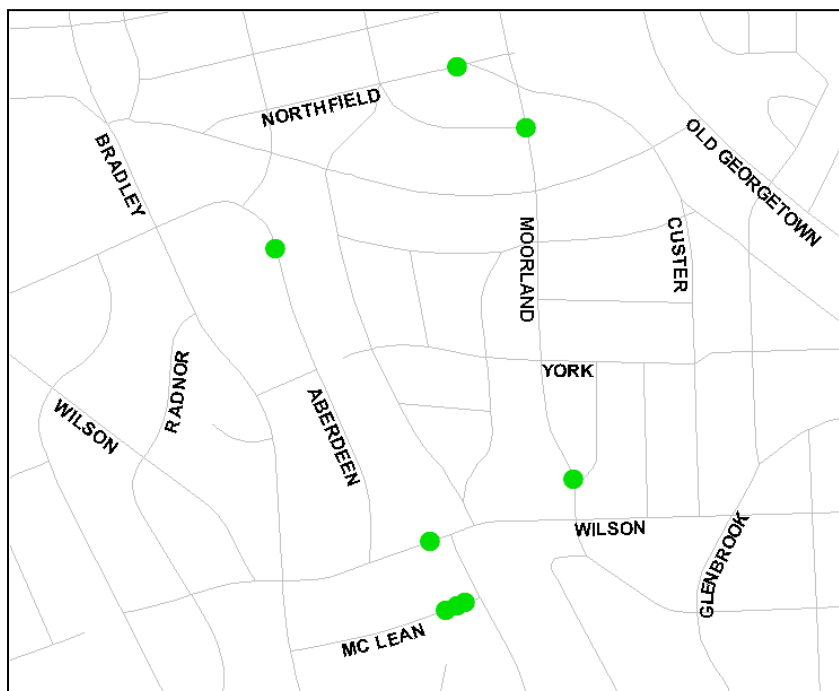 NORTHFIELD
BRADLEY
OLD GEORGETOWN
MOORLAND
CUSTER
RADNOR
YORK
ABERDEEN
WILSON
WILSON
GLENBROOK
MC LEAN